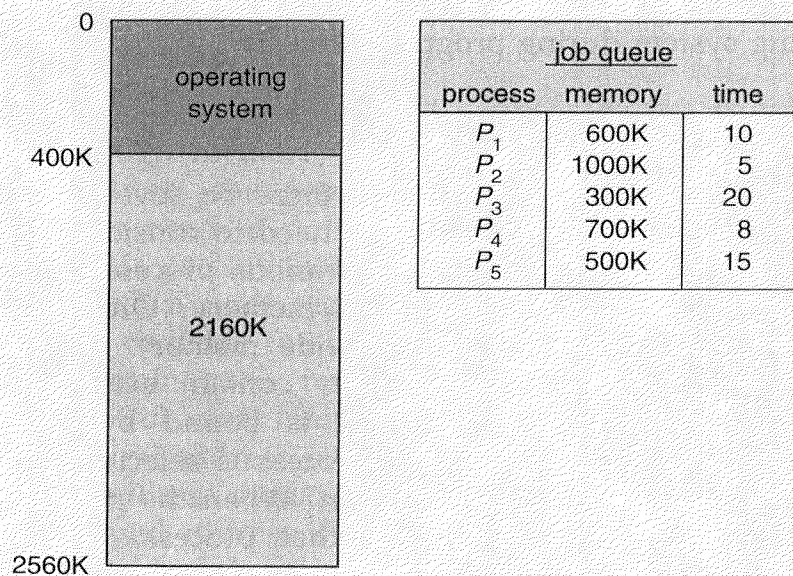 0
operating
system
400K
2160K
2560K
job queue
process memory time
P1 600K 10
P2 1000K 5
P3 300K 20
P4 700K 8
P5 500K 15